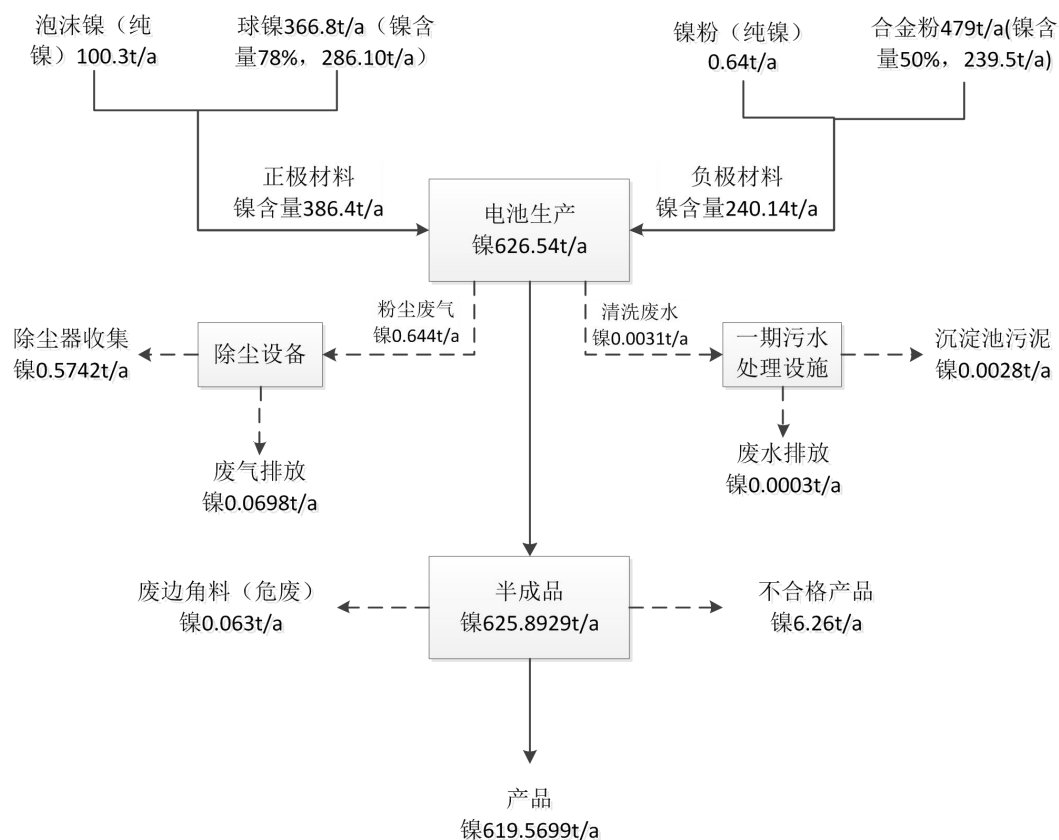 泡沫镍（纯
镍）100.3t/a
球镍366.8t/a（镍含
量78%，286.10t/a）
镍粉（纯镍）
0.64t/a
合金粉479t/a(镍含
量50%，239.5t/a)
正极材料
镍含量386.4t/a
电池生产
镍626.54t/a
负极材料
镍含量240.14t/a
粉尘废气
镍0.644t/a
清洗废水
镍0.0031t/a
除尘器收集
镍0.5742t/a
除尘设备
一期污水
处理设施
沉淀池污泥
镍0.0028t/a
废气排放
镍0.0698t/a
废水排放
镍0.0003t/a
废边角料（危废）
镍0.063t/a
半成品
镍625.8929t/a
不合格产品
镍6.26t/a
产品
镍619.5699t/a